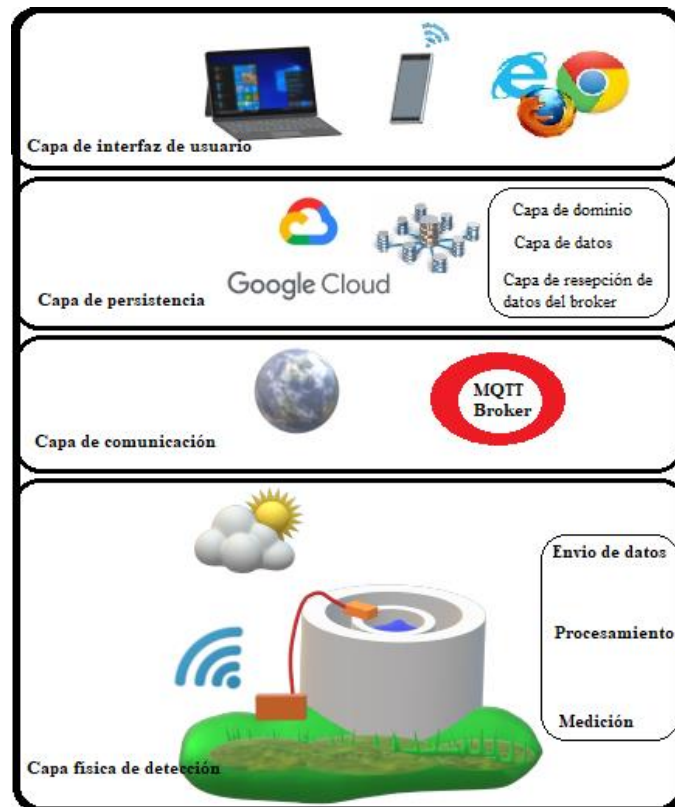 Capa de interfaz de usuario
Google Cloud
Capa de dominio
Capa de datos
Capa de resepción de
datos del broker
Capa de persistencia
MQTT
Broker
Capa de comunicación
Envio de datos
Procesamiento
Medición
Capa fisica de detección